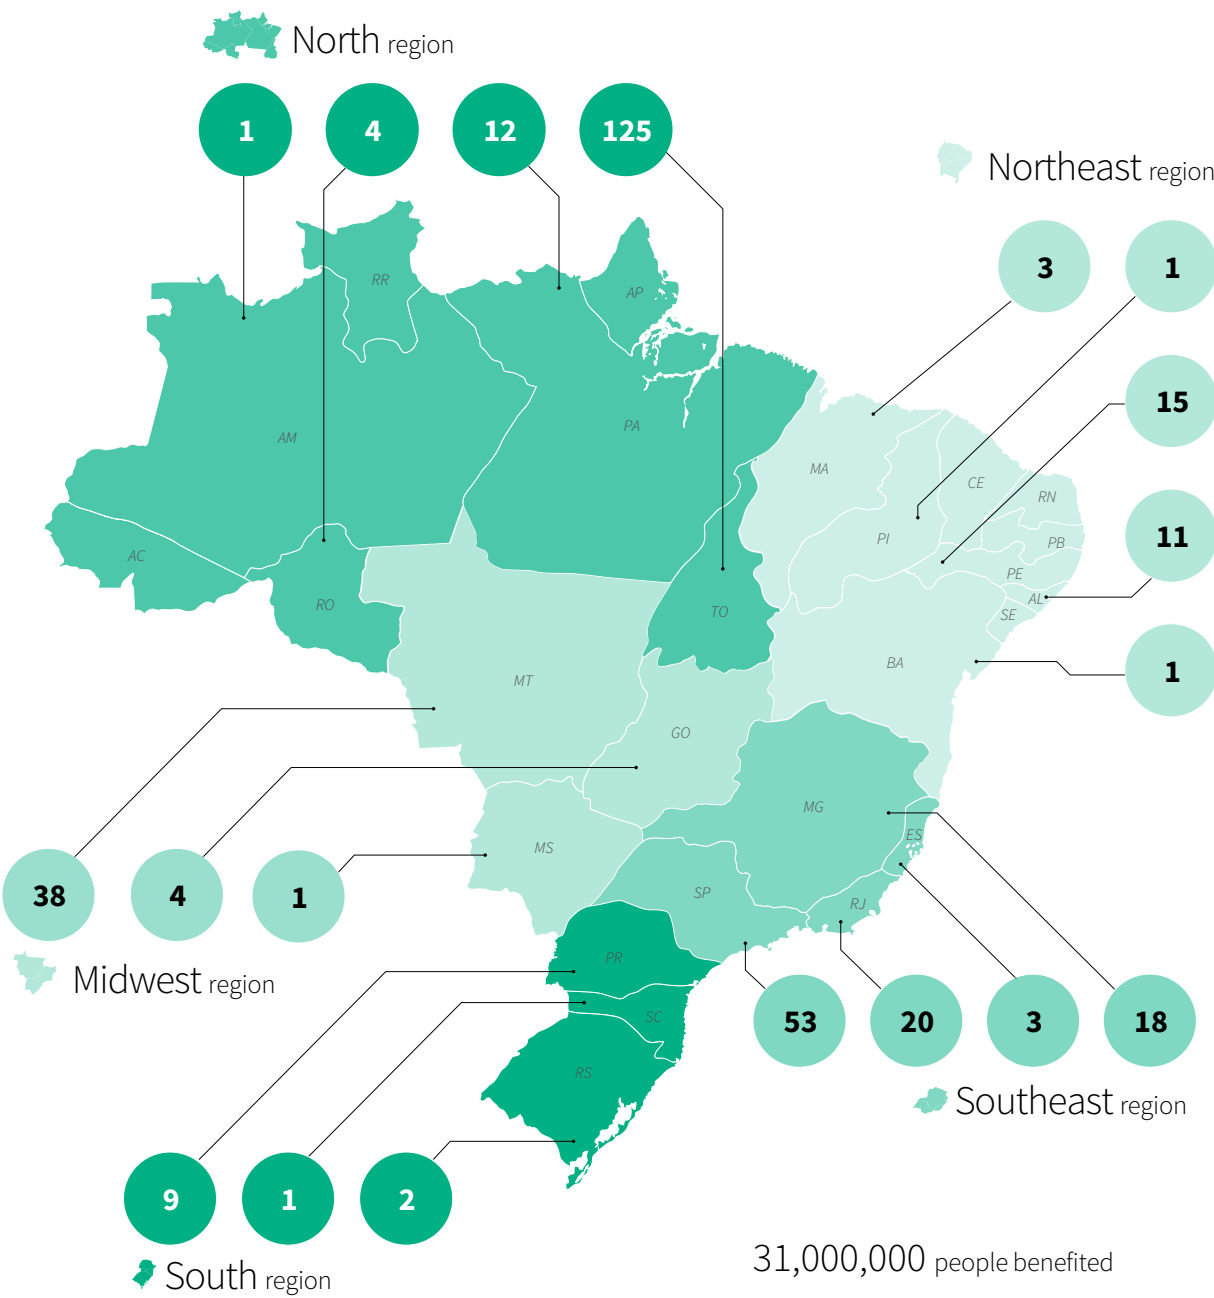 North region
1
4
12
125
Northeast region
3
1
15
11
1
RR
AP
AM
PA
MA
CE
RN
PI
PB
PE
AL
SE
AC
RO
TO
BA
MT
GO
MG
ES
MS
SP
RJ
38
4
1
Midwest region
PR
SC
RS
53
20
3
18
Southeast region
9
1
2
South region
31,000,000 people benefited